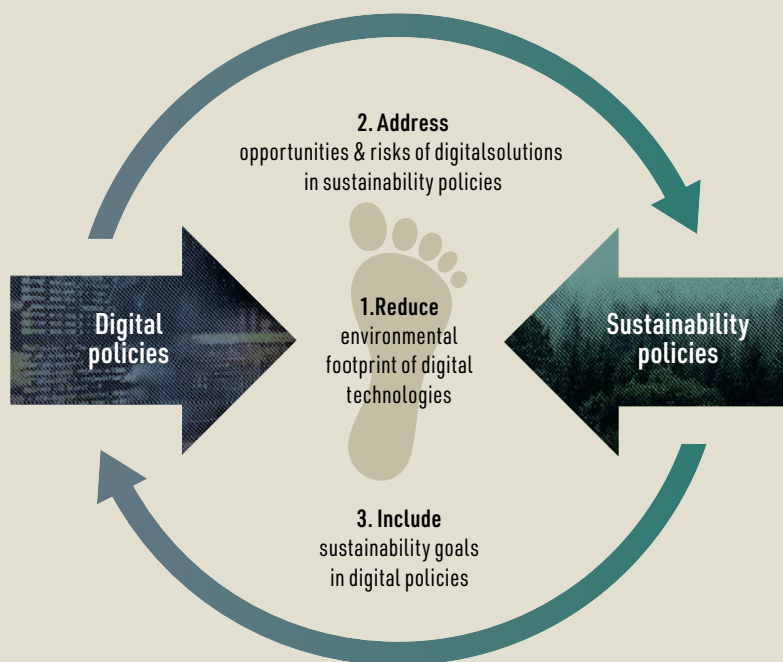 2. Address
opportunities & risks of digitalsolutions
in sustainability policies
Digital
policies
1.Reduce
environmental
footprint of digital
technologies
Sustainability
policies
3. Include
sustainability goals
in digital policies